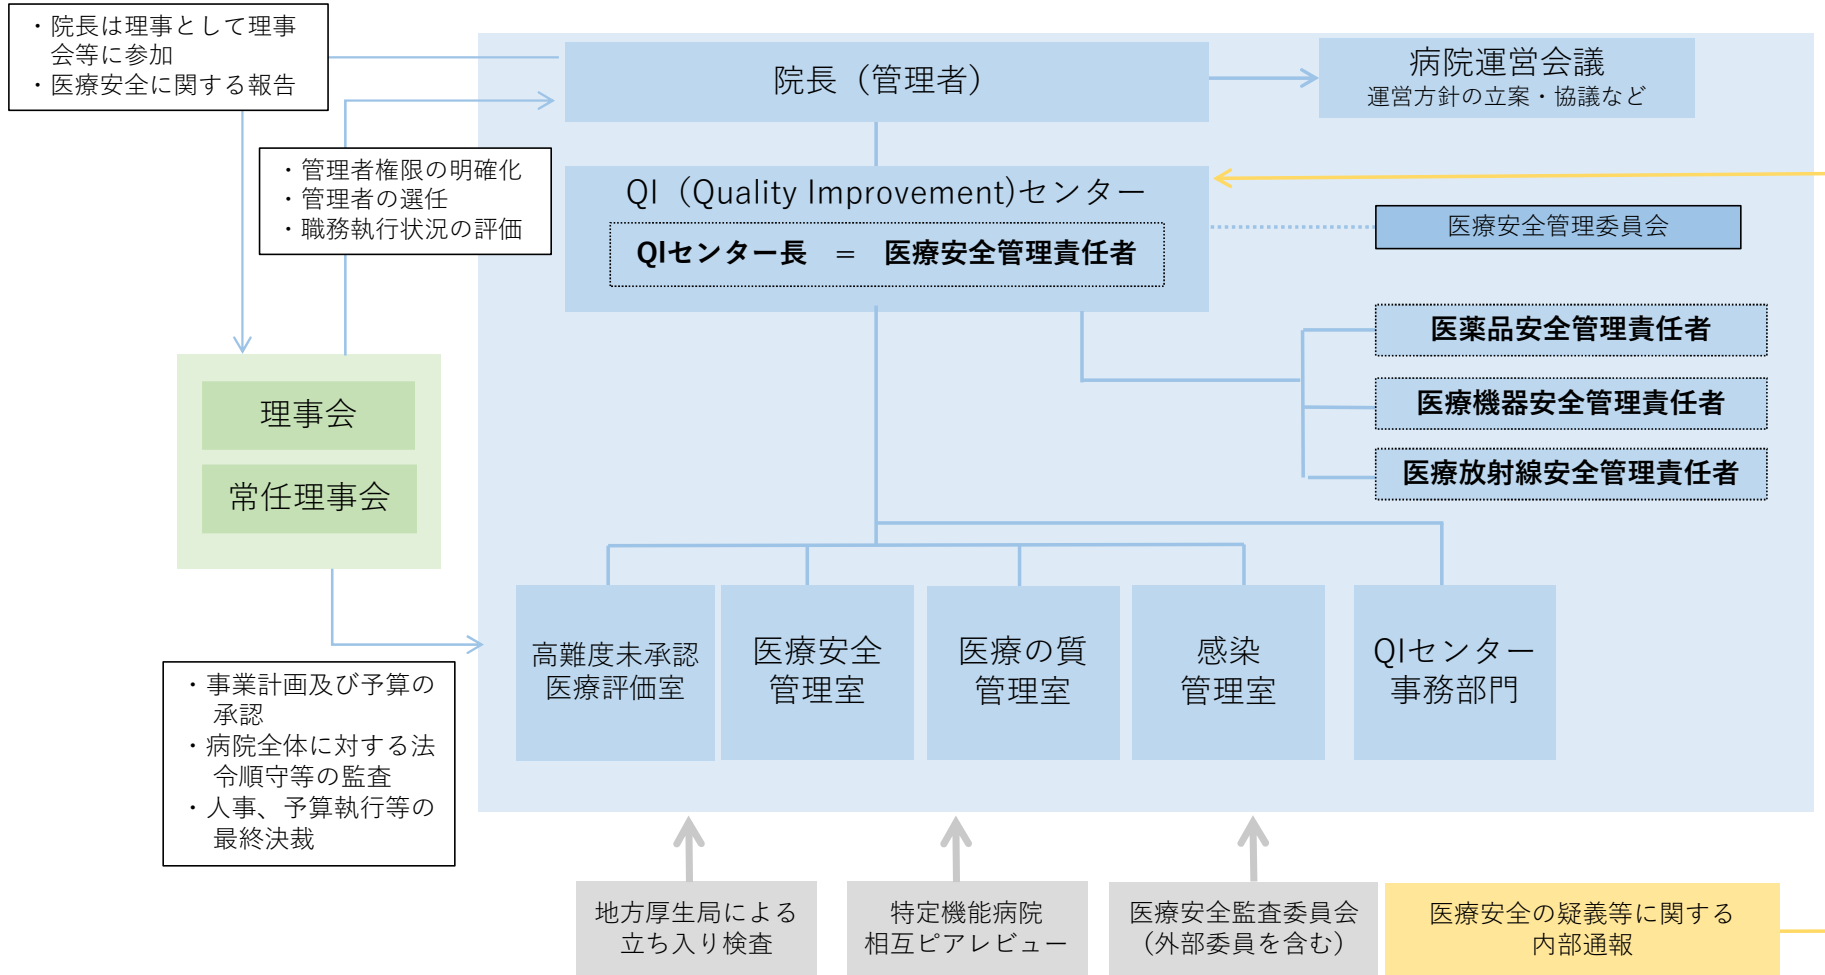 ・院長は理事として理事
会等に参加
・医療安全に関する報告
院長（管理者）
病院運営会議
運営方針の立案・協議など
・管理者権限の明確化
・管理者の選任
・職務執行状況の評価
QI（Quality Improvement)センター
QIセンター長 ＝ 医療安全管理責任者
医療安全管理委員会
医薬品安全管理責任者
医療機器安全管理責任者
医療放射線安全管理責任者
理事会
常任理事会
高難度未承認
医療評価室
医療安全
管理室
医療の質
管理室
感染
管理室
QIセンター
事務部門
・事業計画及び予算の
承認
・病院全体に対する法
令順守等の監査
・人事、予算執行等の
最終決裁
地方厚生局による
立ち入り検査
特定機能病院
相互ピアレビュー
医療安全監査委員会
（外部委員を含む）
医療安全の疑義等に関する
内部通報